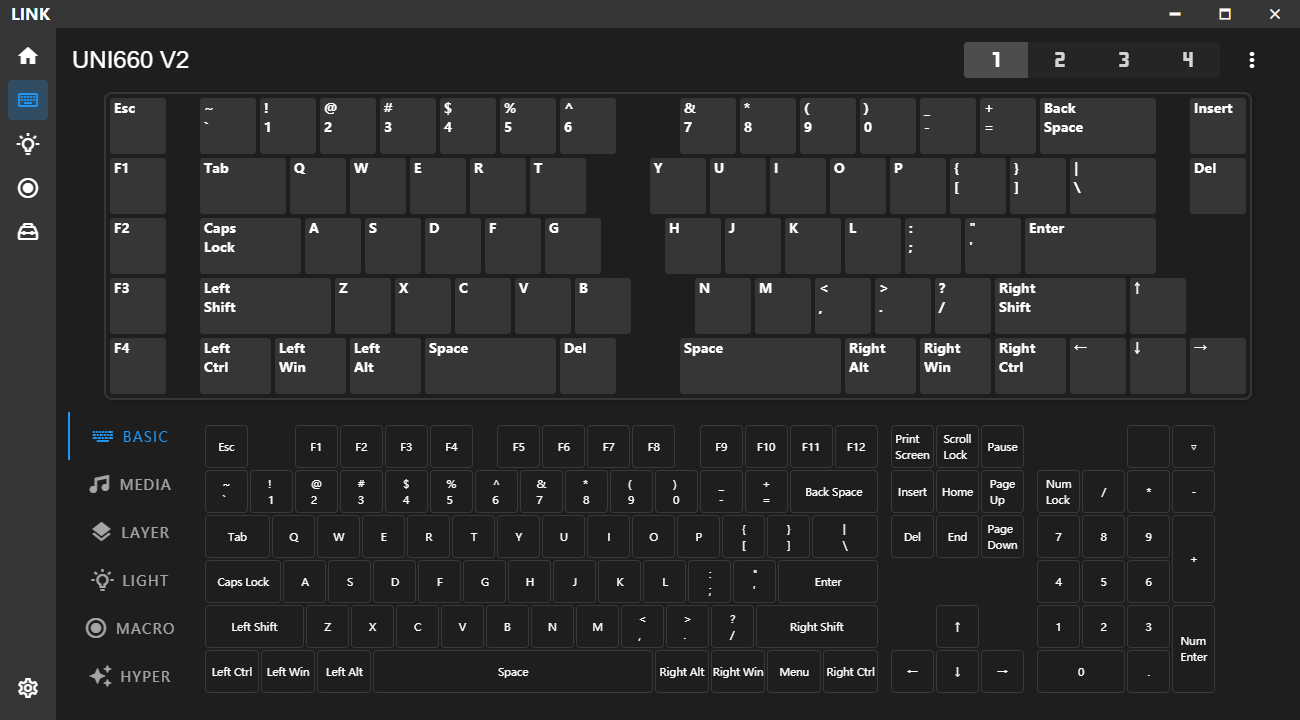 LINK
UNI660 V2
1 2 3 4
Esc ~ ! @ # $ % ^ & * ( ) _ + Back Insert
` 1 2 3 4 5 6 7 8 9 0 - = Space
F1 Tab Q W E R T Y U I O P { } | Del
[ ] \
F2 Caps A S D F G H J K L : " Enter
Lock ; '
F3 Left Z X C V B N M < > ? Right ↑
Shift , . / Shift
F4 Left Left Left Space Del Space Right Right Right ← ↓ →
Ctrl Win Alt Alt Win Ctrl
BASIC
MEDIA
LAYER
LIGHT
MACRO
HYPER
Esc F1 F2 F3 F4 F5 F6 F7 F8 F9 F10 F11 F12 Print Scroll Pause ▿
Screen Lock
~ ! @ # $ % ^ & * ( ) _ + Back Space Insert Home Page Num / * -
` 1 2 3 4 5 6 7 8 9 0 - = Up Lock
Tab Q W E R T Y U I O P { } | Del End Page 7 8 9 +
[ ] \ Down
Caps Lock A S D F G H J K L : " Enter 4 5 6
; '
Left Shift Z X C V B N M < > ? Right Shift ↑ 1 2 3 Num
, . / Enter
Left Ctrl Left Win Left Alt Space Right Alt Right Win Menu Right Ctrl ← ↓ → 0 .